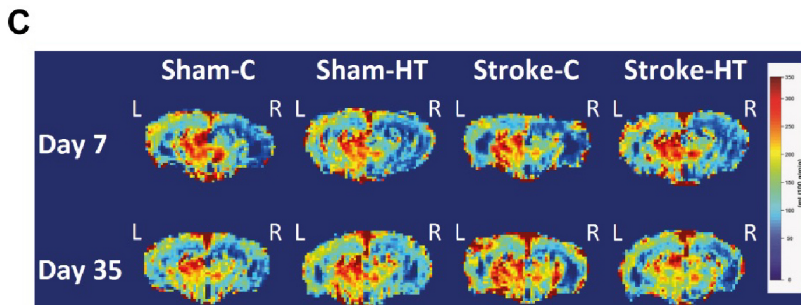 C
Sham-C Sham-HT Stroke-C Stroke-HT
L R L R L R L R
Day 7
L R L R L R L R
Day 35
350
300
250
200
150
100
50
0